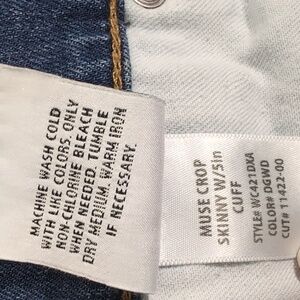 MACHINE WASH COLD
WITH LIKE COLORS, ONLY
NON-CHLORINE BLEACH
WHEN NEEDED, TUMBLE
DRY MEDIUM, WARM IRON
IF NECESSARY.
MUSE CROP
SKINNY W/5in
CUFF
STYLE# WC421DXA
COLOR# DGWD
CUT# 11422-00